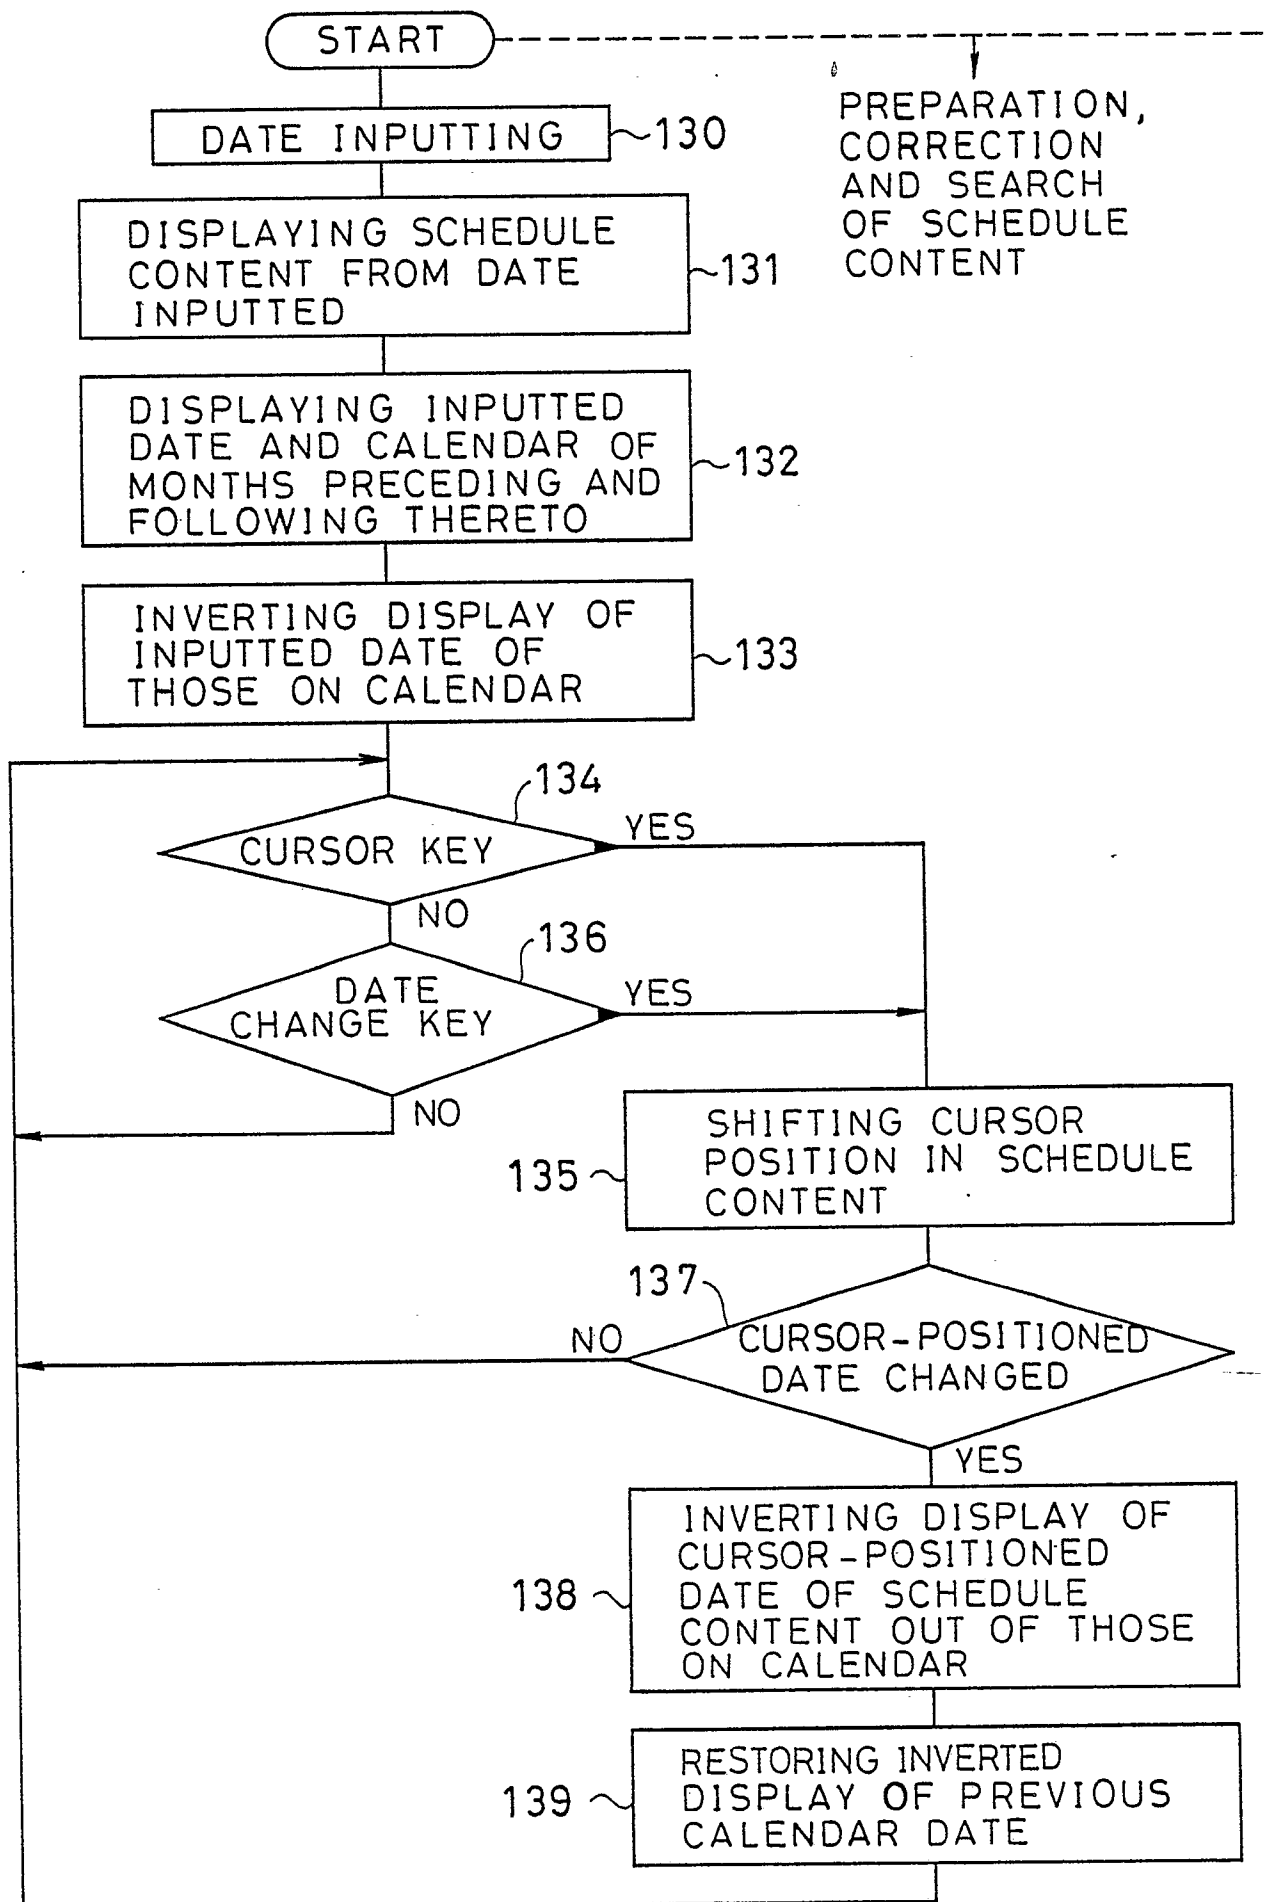 START
PREPARATION,
CORRECTION
AND SEARCH
OF SCHEDULE
CONTENT
DATE INPUTTING
130
DISPLAYING SCHEDULE
CONTENT FROM DATE
INPUTTED
131
DISPLAYING INPUTTED
DATE AND CALENDAR OF
MONTHS PRECEDING AND
FOLLOWING THERETO
132
INVERTING DISPLAY OF
INPUTTED DATE OF
THOSE ON CALENDAR
133
134
CURSOR KEY
YES
NO
136
DATE
CHANGE KEY
YES
NO
135
SHIFTING CURSOR
POSITION IN SCHEDULE
CONTENT
137
NO
CURSOR-POSITIONED
DATE CHANGED
YES
138
INVERTING DISPLAY OF
CURSOR-POSITIONED
DATE OF SCHEDULE
CONTENT OUT OF THOSE
ON CALENDAR
139
RESTORING INVERTED
DISPLAY OF PREVIOUS
CALENDAR DATE